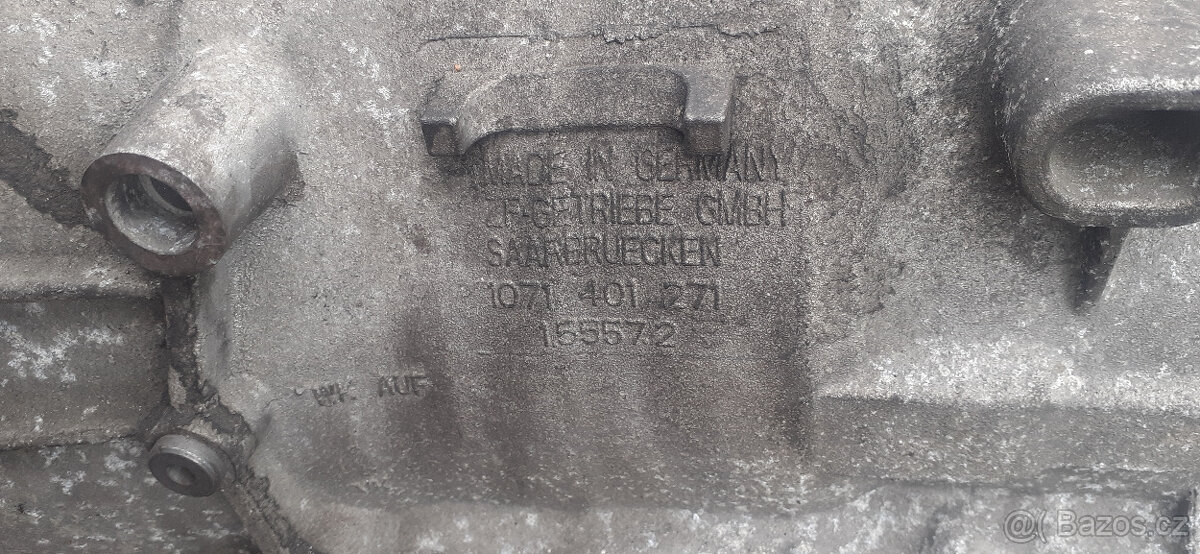 MADE IN GERMANY
ZF-GETRIEBE GMBH
SAARBRUECKEN
1071 401 271
155572
WK AUF
@( Bazos.cz